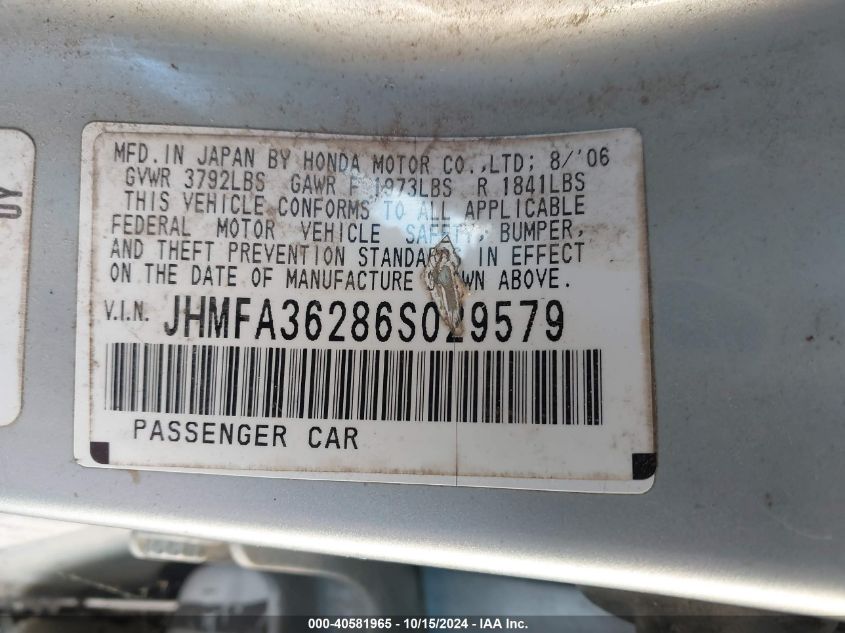 MFD. IN JAPAN BY HONDA MOTOR CO.,LTD; 8/'06
GVWR 3792LBS GAWR F 1973LBS R 1841LBS
THIS VEHICLE CONFORMS TO ALL APPLICABLE
FEDERAL MOTOR VEHICLE SAFETY, BUMPER,
AND THEFT PREVENTION STANDARDS IN EFFECT
ON THE DATE OF MANUFACTURE SHOWN ABOVE.
V.I.N. JHMFA36286S029579
PASSENGER CAR
DY
000-40581965 - 10/15/2024 - IAA Inc.